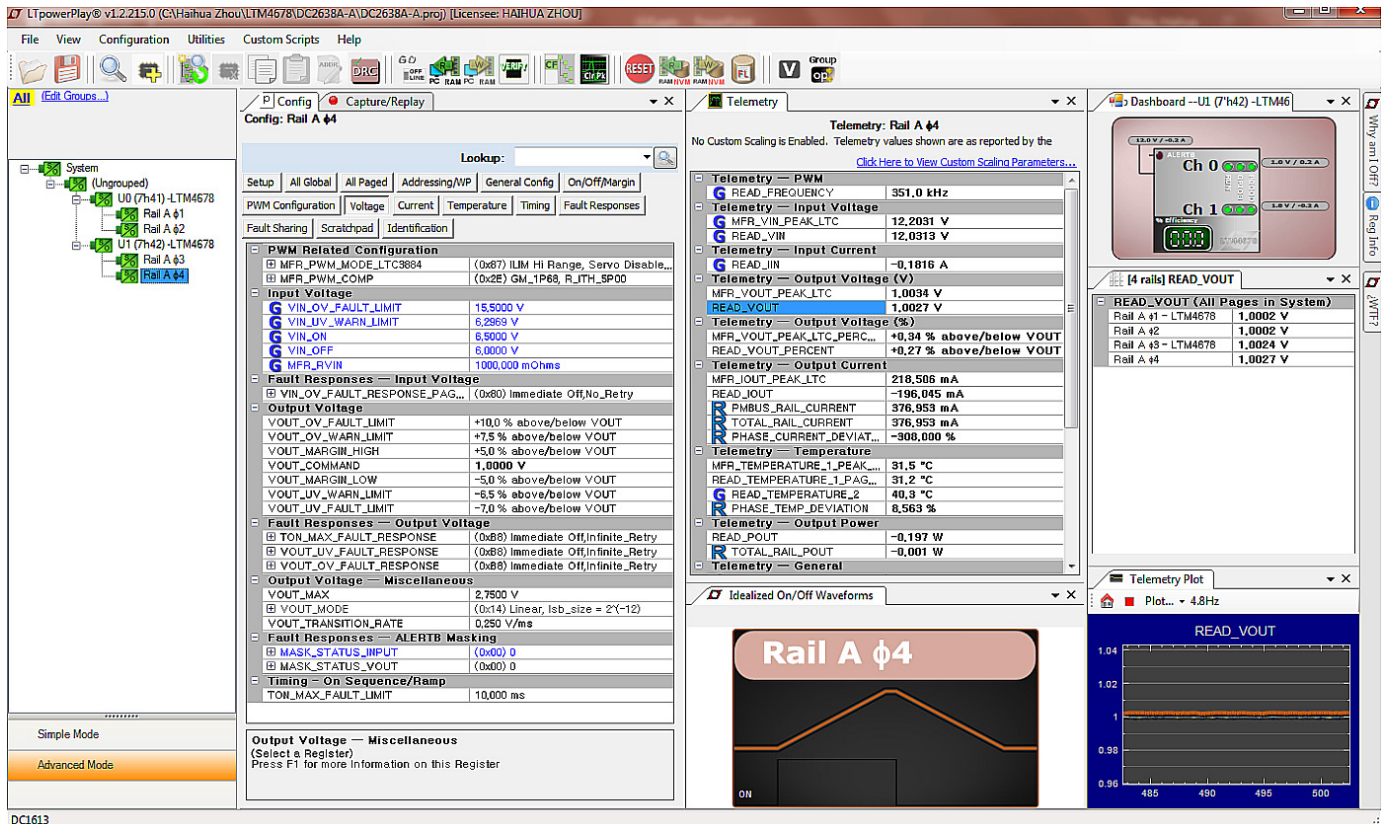 LTpowerPlay® v1.2.215.0 (C:\Haihua Zhou\LTM4678\DC2638A-A\DC2638A-A.proj) [Licensee: HAIHUA ZHOU]
File View Configuration Utilities Custom Scripts Help
All (Edit Groups...)
System
(Ungrouped)
U0 (7'h41) -LTM4678
Rail A ϕ1
Rail A ϕ2
U1 (7'h42) -LTM4678
Rail A ϕ3
Rail A ϕ4
Simple Mode
Advanced Mode
Config Capture/Replay
Config: Rail A ϕ4
Lookup:
Setup All Global All Paged Addressing/WP General Config On/Off/Margin
PWM Configuration Voltage Current Temperature Timing Fault Responses
Fault Sharing Scratchpad Identification
PWM Related Configuration
MFR_PWM_MODE_LTC3884 (0x87) ILIM Hi Range, Servo Disable,...
MFR_PWM_COMP (0x2E) GM_1P68, R_ITH_5P00
Input Voltage
G VIN_OV_FAULT_LIMIT 15,5000 V
G VIN_UV_WARN_LIMIT 6,2969 V
G VIN_ON 6,5000 V
G VIN_OFF 6,0000 V
G MFR_RVIN 1000,000 mOhms
Fault Responses — Input Voltage
VIN_OV_FAULT_RESPONSE_PAG... (0x80) Immediate Off,No_Retry
Output Voltage
VOUT_OV_FAULT_LIMIT +10,0 % above/below VOUT
VOUT_OV_WARN_LIMIT +7,5 % above/below VOUT
VOUT_MARGIN_HIGH +5,0 % above/below VOUT
VOUT_COMMAND 1,0000 V
VOUT_MARGIN_LOW -5,0 % above/below VOUT
VOUT_UV_WARN_LIMIT -6,5 % above/below VOUT
VOUT_UV_FAULT_LIMIT -7,0 % above/below VOUT
Fault Responses — Output Voltage
TON_MAX_FAULT_RESPONSE (0xB8) Immediate Off,Infinite_Retry
VOUT_UV_FAULT_RESPONSE (0xB8) Immediate Off,Infinite_Retry
VOUT_OV_FAULT_RESPONSE (0xB8) Immediate Off,Infinite_Retry
Output Voltage — Miscellaneous
VOUT_MAX 2,7500 V
VOUT_MODE (0x14) Linear, lsb_size = 2^(-12)
VOUT_TRANSITION_RATE 0,250 V/ms
Fault Responses — ALERTB Masking
MASK_STATUS_INPUT (0x00) 0
MASK_STATUS_VOUT (0x00) 0
Timing - On Sequence/Ramp
TON_MAX_FAULT_LIMIT 10,000 ms
Output Voltage — Miscellaneous
(Select a Register)
Press F1 for more Information on this Register
Telemetry
Telemetry: Rail A ϕ4
No Custom Scaling is Enabled. Telemetry values shown are as reported by the
Click Here to View Custom Scaling Parameters...
Telemetry — PWM
G READ_FREQUENCY 351,0 kHz
Telemetry — Input Voltage
G MFR_VIN_PEAK_LTC 12,2031 V
G READ_VIN 12,0313 V
Telemetry — Input Current
G READ_IIN -0,1816 A
Telemetry — Output Voltage (V)
MFR_VOUT_PEAK_LTC 1,0034 V
READ_VOUT 1,0027 V
Telemetry — Output Voltage (%)
MFR_VOUT_PEAK_LTC_PERC... +0,34 % above/below VOUT
READ_VOUT_PERCENT +0,27 % above/below VOUT
Telemetry — Output Current
MFR_IOUT_PEAK_LTC 218,506 mA
READ_IOUT -196,045 mA
R PMBUS_RAIL_CURRENT 376,953 mA
R TOTAL_RAIL_CURRENT 376,953 mA
R PHASE_CURRENT_DEVIAT... -308,000 %
Telemetry — Temperature
MFR_TEMPERATURE_1_PEAK_... 31,5 °C
READ_TEMPERATURE_1_PAG... 31,2 °C
G READ_TEMPERATURE_2 40,3 °C
R PHASE_TEMP_DEVIATION 8,563 %
Telemetry — Output Power
READ_POUT -0,197 W
R TOTAL_RAIL_POUT -0,001 W
Telemetry — General
Idealized On/Off Waveforms
Rail A ϕ4
ON
Dashboard --U1 (7'h42) -LTM46
12.0 V / -0.2 A
ALERTB
Ch 0
1.0 V / 0.2 A
Ch 1
1.0 V / -0.2 A
% Efficiency
000
LTM4678
[4 rails] READ_VOUT
READ_VOUT (All Pages in System)
Rail A ϕ1 - LTM4678 1,0002 V
Rail A ϕ2 1,0002 V
Rail A ϕ3 - LTM4678 1,0024 V
Rail A ϕ4 1,0027 V
Telemetry Plot
Plot... 4.8Hz
READ_VOUT
1.04
1.02
1
0.98
0.96
485 490 495 500
Why am I Off?
Reg Info
¿WTF?
DC1613